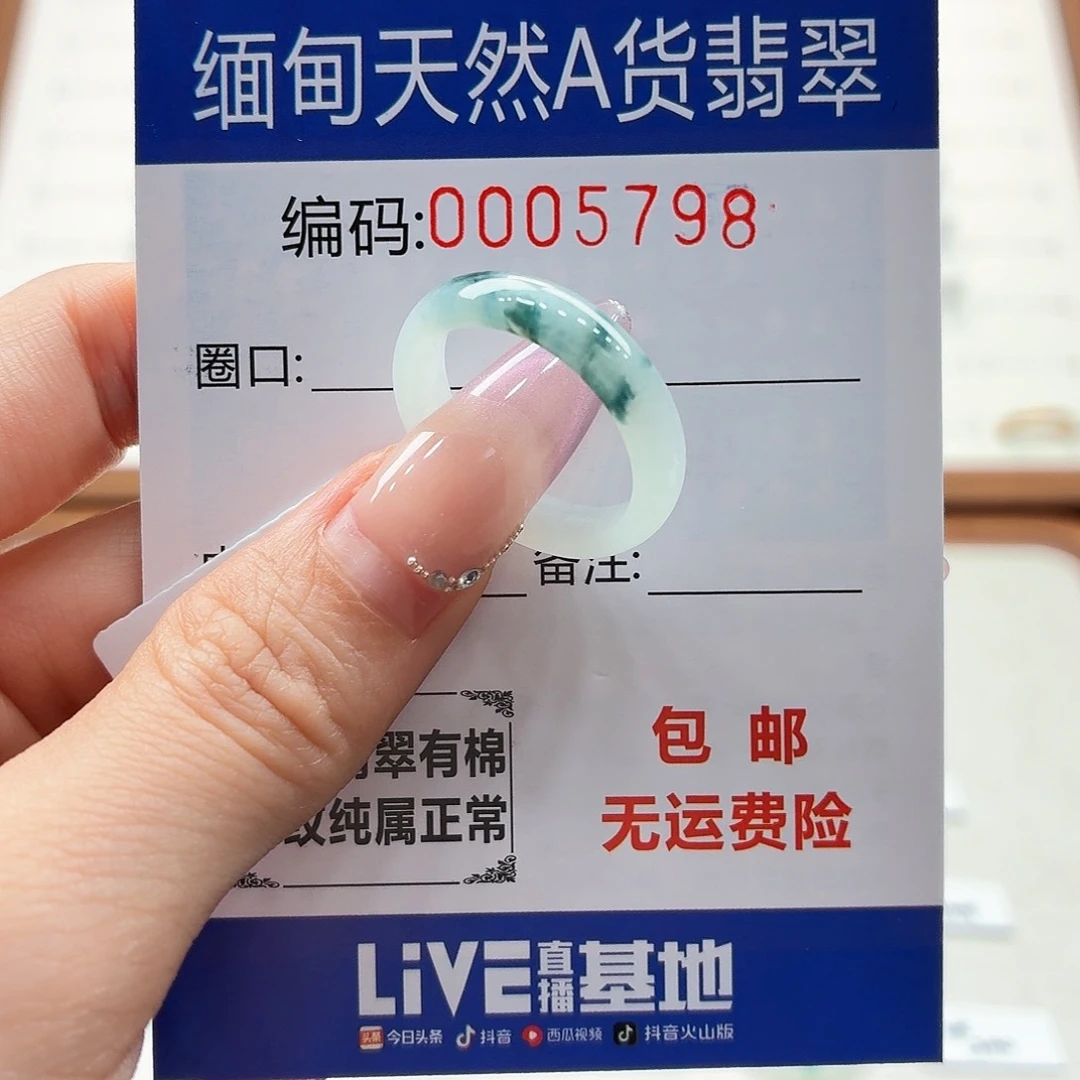 缅甸天然A货翡翠
编码:0005798
圈口:
备注:
翠有棉
纹纯属正常
包邮
无运费险
LiVE直播基地
今日头条 抖音 西瓜视频 抖音火山版